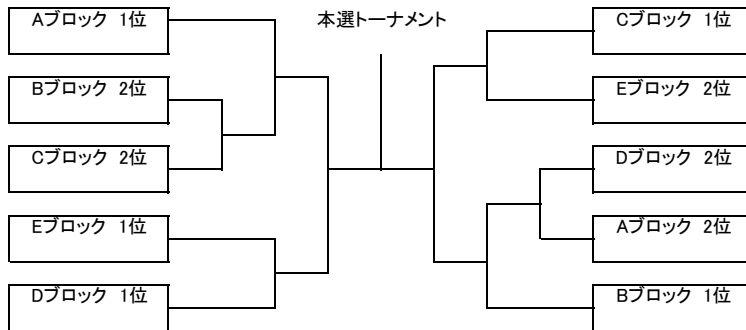 本選トーナメント
Aブロック 1位
Bブロック 2位
Cブロック 2位
Eブロック 1位
Dブロック 1位
Cブロック 1位
Eブロック 2位
Dブロック 2位
Aブロック 2位
Bブロック 1位